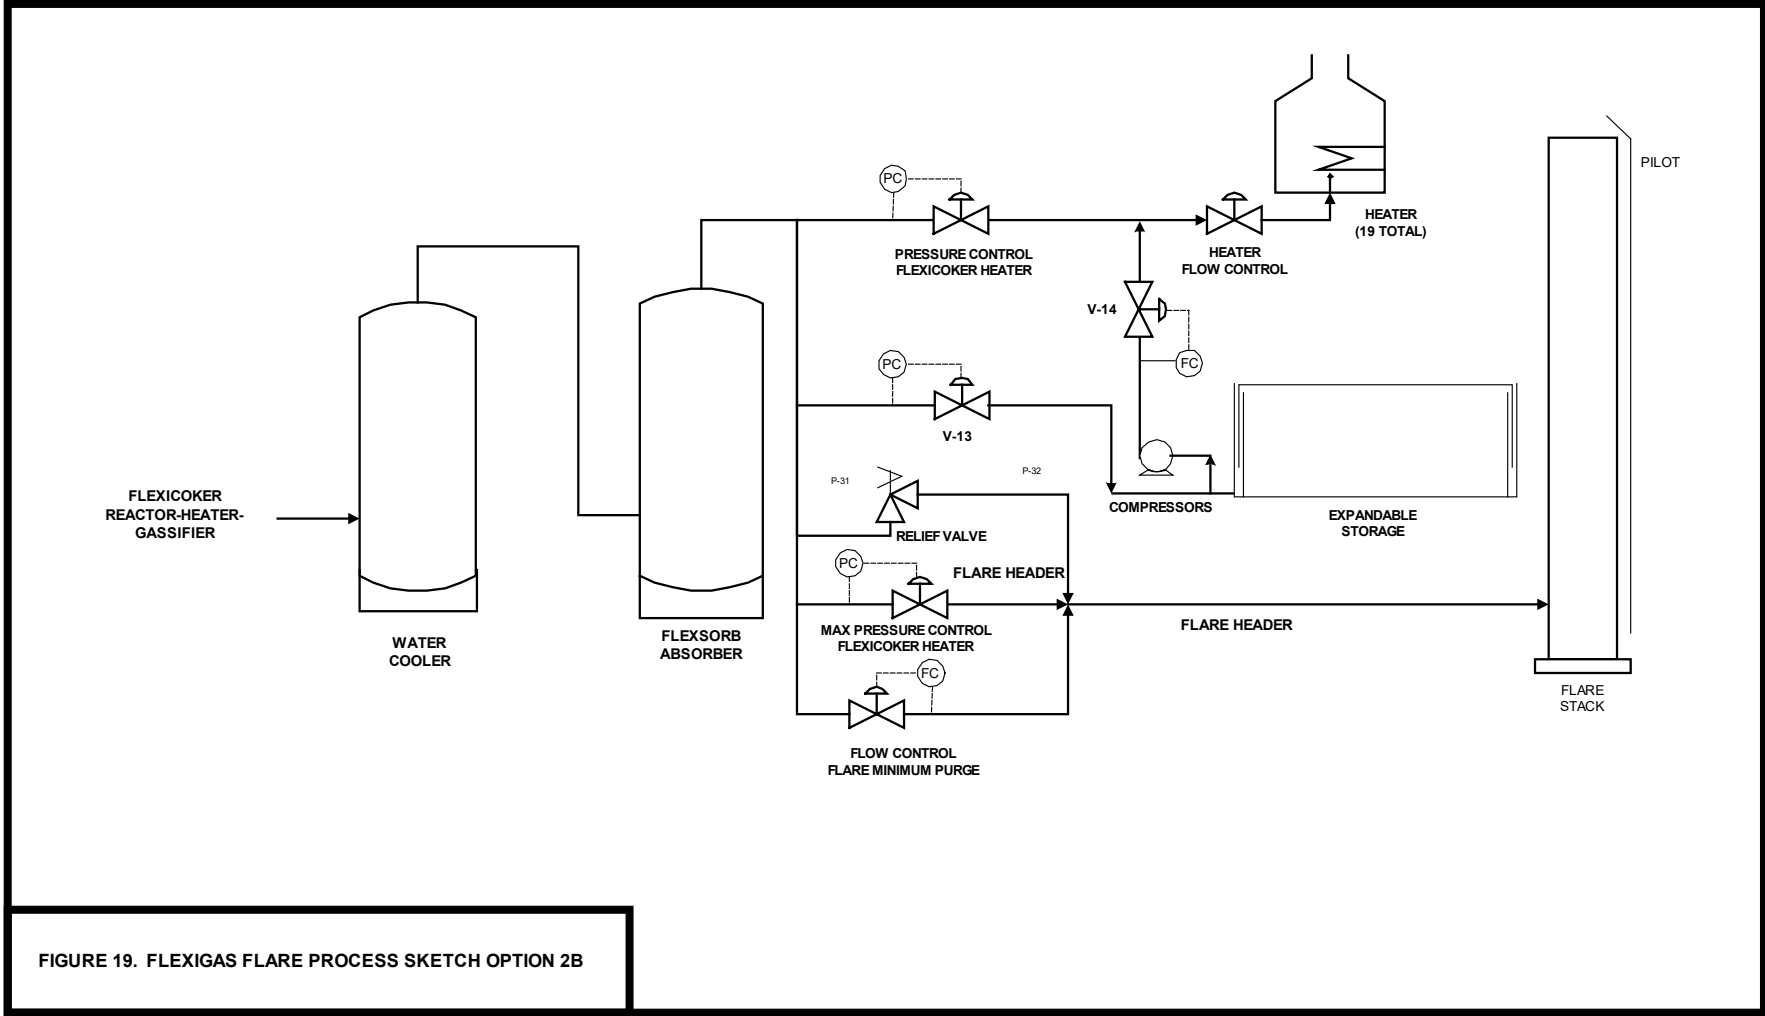 PILOT
PC
HEATER
(19 TOTAL)
PRESSURE CONTROL
FLEXICOKER HEATER
HEATER
FLOW CONTROL
V-14
PC
FC
V-13
P-31
P-32
FLEXICOKER
REACTOR-HEATER-
GASSIFIER
COMPRESSORS
EXPANDABLE
STORAGE
RELIEF VALVE
PC
FLARE HEADER
MAX PRESSURE CONTROL
FLEXICOKER HEATER
FLARE HEADER
WATER
COOLER
FLEXSORB
ABSORBER
FC
FLARE
STACK
FLOW CONTROL
FLARE MINIMUM PURGE
FIGURE 19. FLEXIGAS FLARE PROCESS SKETCH OPTION 2B